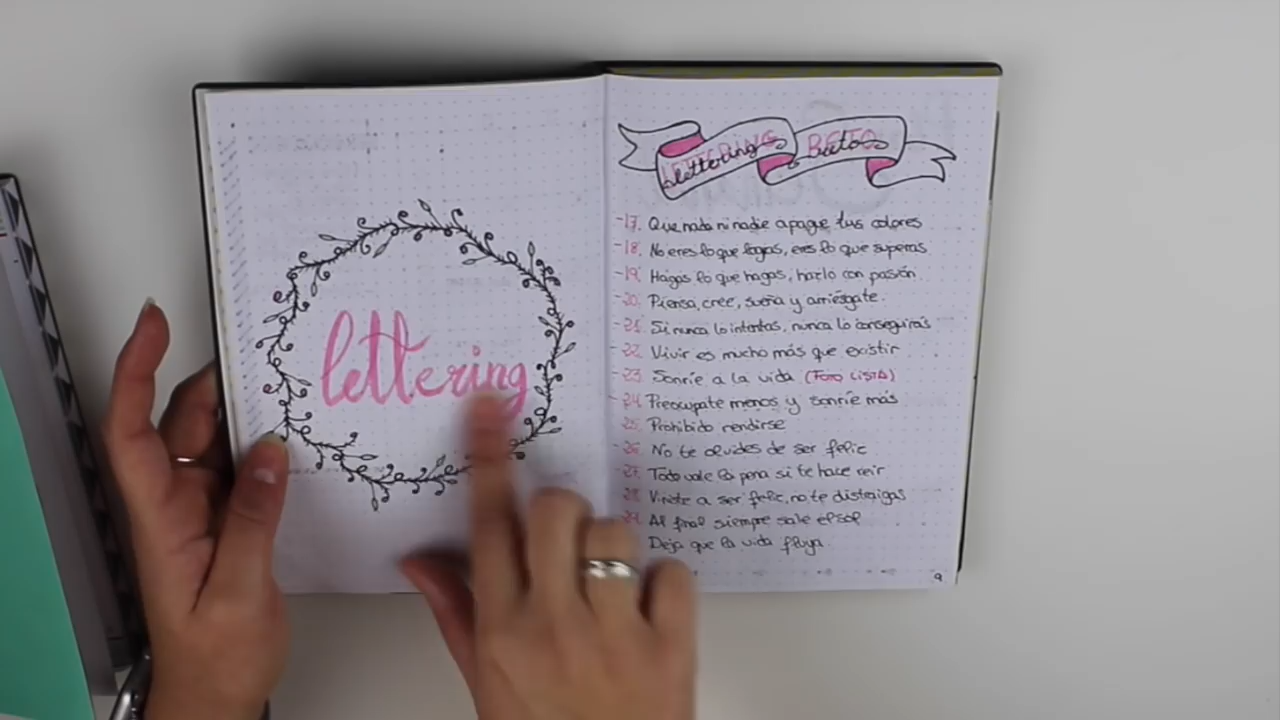 lettering
LETTERING RETO
lettering reto
-17. Que nada ni nadie apague tus colores
-18. No eres lo que logras, eres lo que superas
-19. Hagas lo que hagas, hazlo con pasión.
-20. Piensa, cree, sueña y arriésgate.
-21. Si nunca lo intentas, nunca lo conseguirás
-22. Vivir es mucho más que existir
-23 Sonríe a la vida (FOTO LISTA)
-24. Preocúpate menos y sonríe más
-25. Prohibido rendirse
-26. No te olvides de ser feliz
-27. Todo vale la pena si te hace reir
28. Viniste a ser feliz, no te distraigas
29. Al final siempre sale el sol
Deja que la vida fluya.
9